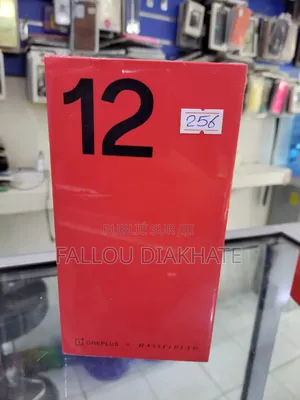 12
256
FALLOU DIAKHATE
ONEPLUS × HASSELBLAD